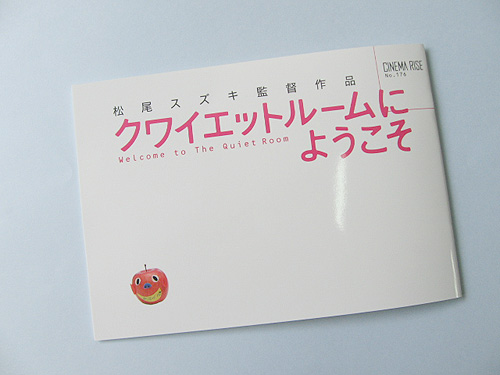 CINEMA RISE
No.176
松尾スズキ監督作品
クワイエットルームに
ようこそ
Welcome to The Quiet Room